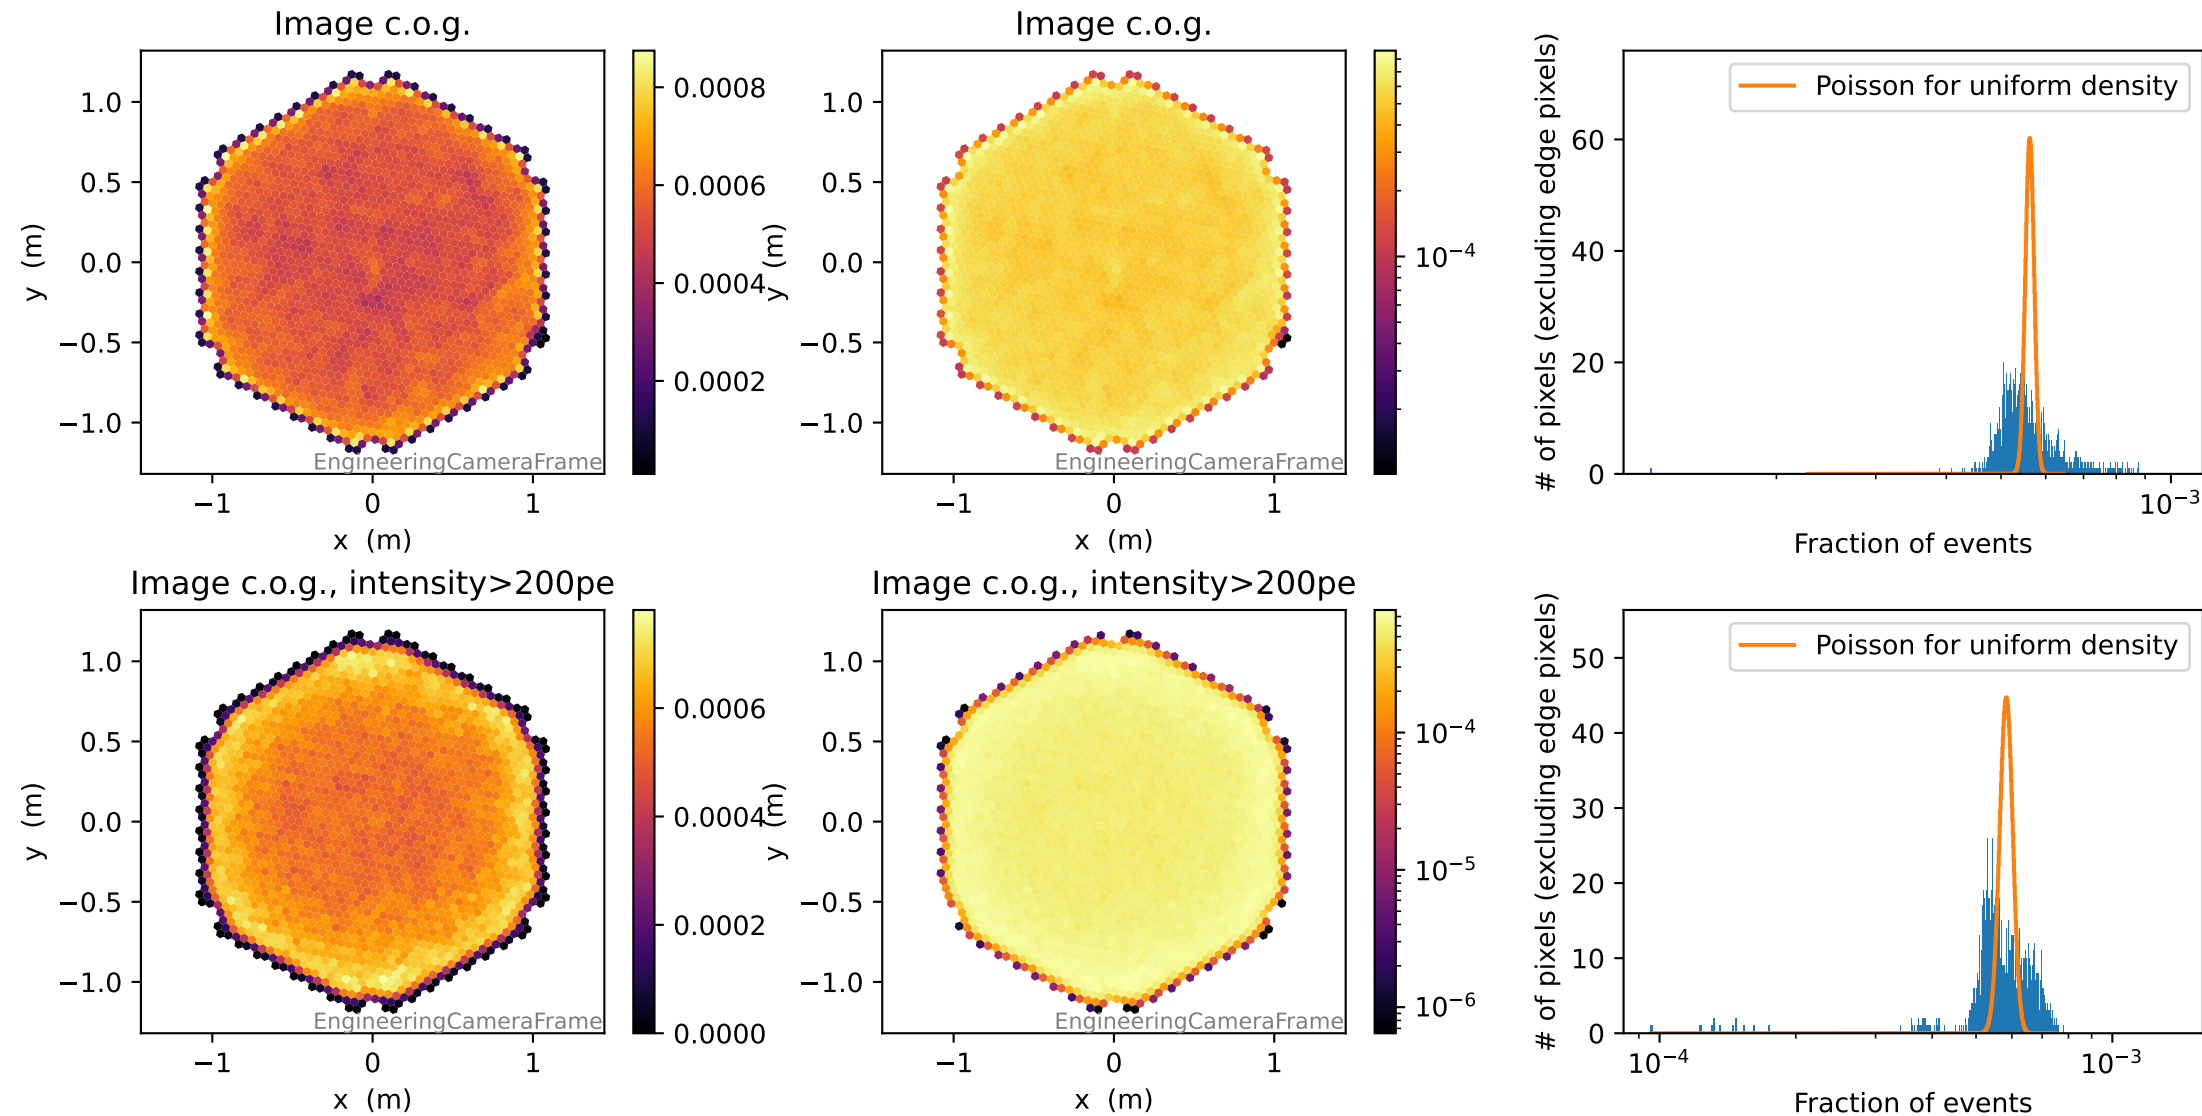 Image c.o.g.
1.0
0.5
0.0
−0.5
−1.0
y (m)
−1
0
1
x (m)
EngineeringCameraFrame
0.0008
0.0006
0.0004
0.0002
Image c.o.g.
1.0
0.5
0.0
−0.5
−1.0
y (m)
−1
0
1
x (m)
EngineeringCameraFrame
10⁻⁴
# of pixels (excluding edge pixels)
60
40
20
0
Poisson for uniform density
10⁻³
Fraction of events
Image c.o.g., intensity>200pe
1.0
0.5
0.0
−0.5
−1.0
y (m)
−1
0
1
x (m)
EngineeringCameraFrame
0.0006
0.0004
0.0002
0.0000
Image c.o.g., intensity>200pe
1.0
0.5
0.0
−0.5
−1.0
y (m)
−1
0
1
x (m)
EngineeringCameraFrame
10⁻⁴
10⁻⁵
10⁻⁶
# of pixels (excluding edge pixels)
50
40
30
20
10
0
Poisson for uniform density
10⁻⁴
10⁻³
Fraction of events